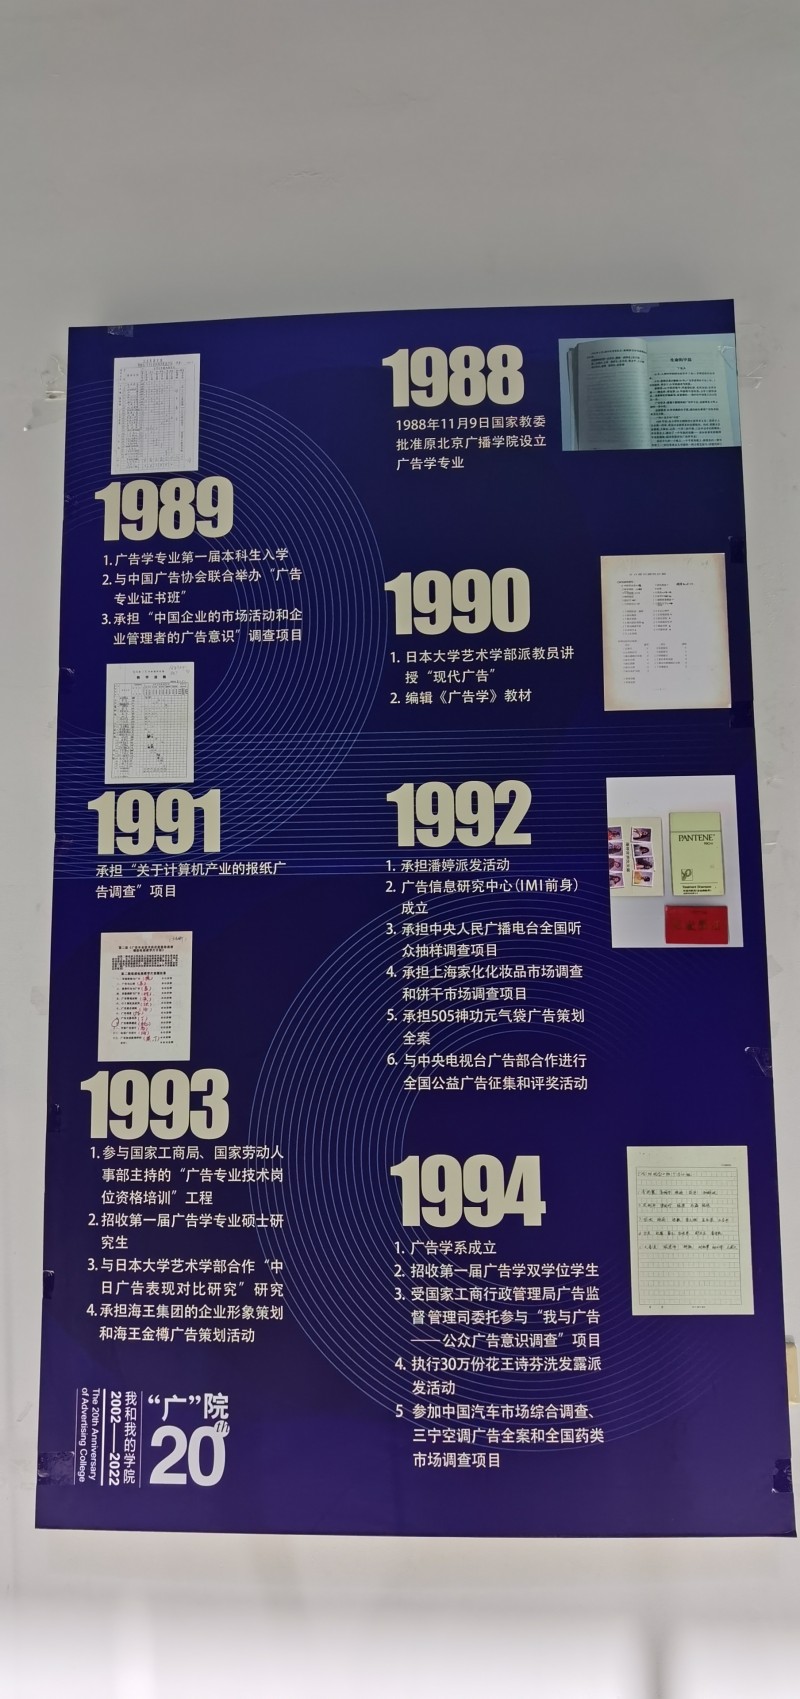 1988
1988年11月9日国家教委
批准原北京广播学院设立
广告学专业
1989
1.广告学专业第一届本科生入学
2.与中国广告协会联合举办“广告
专业证书班”
3.承担“中国企业的市场活动和企
业管理者的广告意识”调查项目
1990
1. 日本大学艺术学部派教员讲
授“现代广告”
2. 编辑《广告学》教材
1991
承担“关于计算机产业的报纸广
告调查”项目
1992
1. 承担潘婷派发活动
2. 广告信息研究中心(IMI前身)
成立
3. 承担中央人民广播电台全国听
众抽样调查项目
4. 承担上海家化化妆品市场调查
和饼干市场调查项目
5. 承担505神功元气袋广告策划
全案
6. 与中央电视台广告部合作进行
全国公益广告征集和评奖活动
PANTENE
1993
1.参与国家工商局、国家劳动人
事部主持的“广告专业技术岗
位资格培训”工程
2.招收第一届广告学专业硕士研
究生
3.与日本大学艺术学部合作“中
日广告表现对比研究”研究
4.承担海王集团的企业形象策划
和海王金樽广告策划活动
1994
1. 广告学系成立
2. 招收第一届广告学双学位学生
3. 受国家工商行政管理局广告监
督管理司委托参与“我与广告
——公众广告意识调查”项目
4. 执行30万份花王诗芬洗发露派
发活动
5 参加中国汽车市场综合调查、
三宁空调广告全案和全国药类
市场调查项目
“广”院
20th
我和我的学院
2002——2022
The 20th Anniversary
of Advertising College